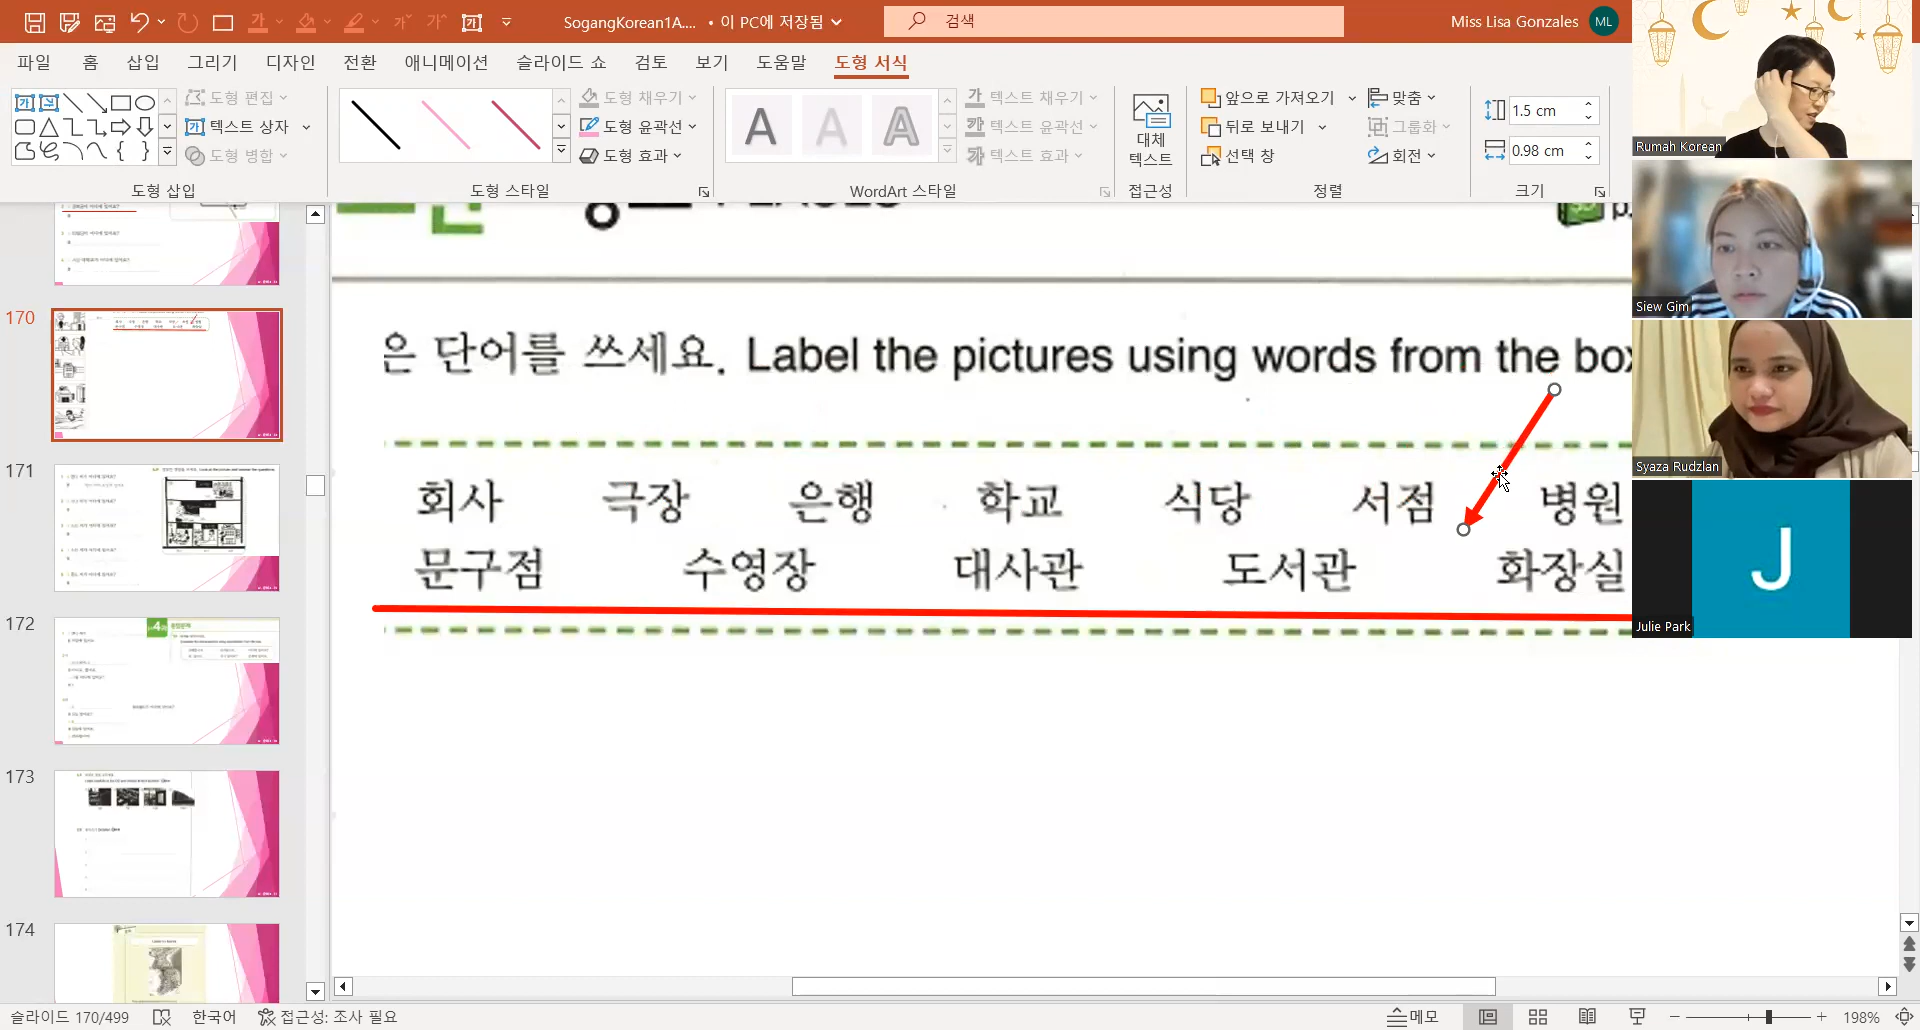 SogangKorean1A.... • 이 PC에 저장됨
검색
Miss Lisa Gonzales
ML
파일 홈 삽입 그리기 디자인 전환 애니메이션 슬라이드 쇼 검토 보기 도움말 도형 서식
도형 편집
텍스트 상자
도형 병합
도형 삽입
도형 채우기
도형 윤곽선
도형 효과
도형 스타일
텍스트 채우기
텍스트 윤곽선
텍스트 효과
WordArt 스타일
대체
텍스트
접근성
앞으로 가져오기
뒤로 보내기
선택 창
맞춤
그룹화
회전
정렬
1.5 cm
0.98 cm
크기
Rumah Korean
Siew Gim
Syaza Rudzlan
J
Julie Park
170
171
172
173
174
은 단어를 쓰세요. Label the pictures using words from the box
회사 극장 은행 학교 식당 서점 병원
문구점 수영장 대사관 도서관 화장실
슬라이드 170/499
한국어
접근성: 조사 필요
메모
198%